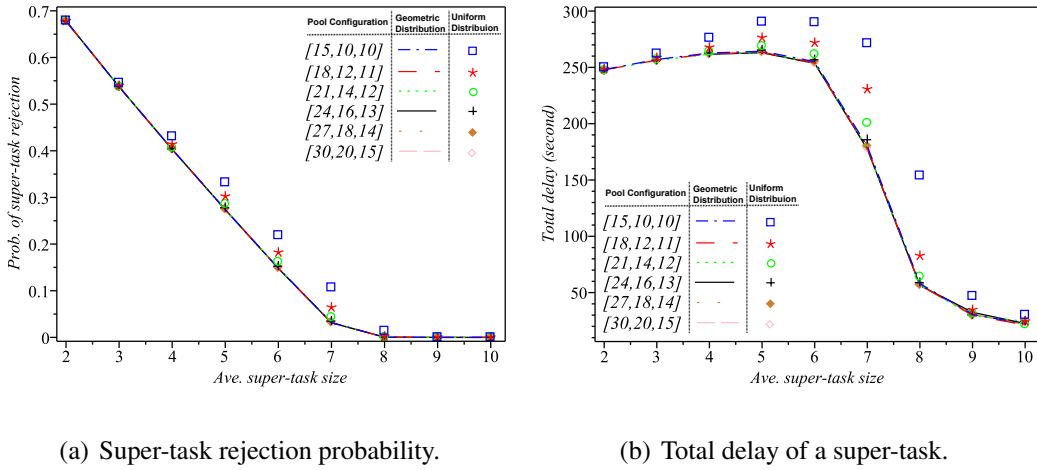 Prob. of super-task rejection
0.7
0.6
0.5
0.4
0.3
0.2
0.1
0
2 3 4 5 6 7 8 9 10
Ave. super-task size
Pool Configuration Geometric Distribution Uniform Distribuion
[15,10,10]
[18,12,11]
[21,14,12]
[24,16,13]
[27,18,14]
[30,20,15]
(a) Super-task rejection probability.
Total delay (second)
300
250
200
150
100
50
2 3 4 5 6 7 8 9 10
Ave. super-task size
Pool Configuration Geometric Distribution Uniform Distribuion
[15,10,10]
[18,12,11]
[21,14,12]
[24,16,13]
[27,18,14]
[30,20,15]
(b) Total delay of a super-task.